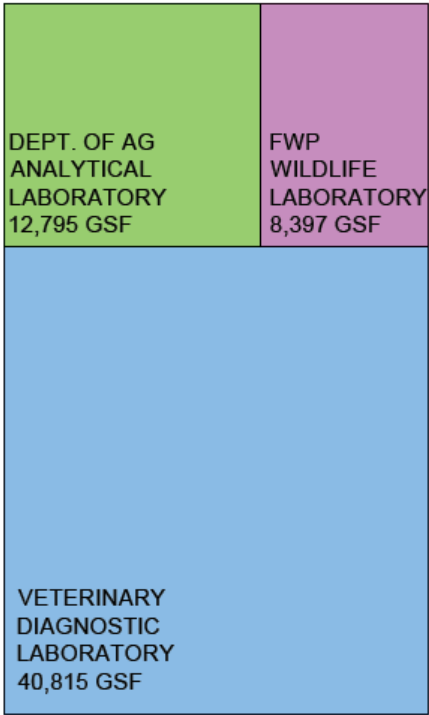 DEPT. OF AG
ANALYTICAL
LABORATORY
12,795 GSF
FWP
WILDLIFE
LABORATORY
8,397 GSF
VETERINARY
DIAGNOSTIC
LABORATORY
40,815 GSF